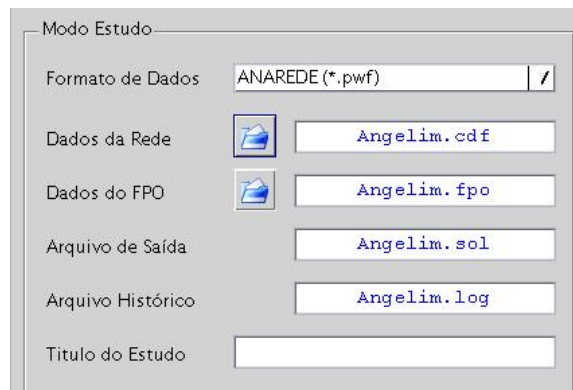 Modo Estudo
Formato de Dados ANAREDE (*.pwf)
Dados da Rede Angelim.cdf
Dados do FPO Angelim.fpo
Arquivo de Saída Angelim.sol
Arquivo Histórico Angelim.log
Titulo do Estudo